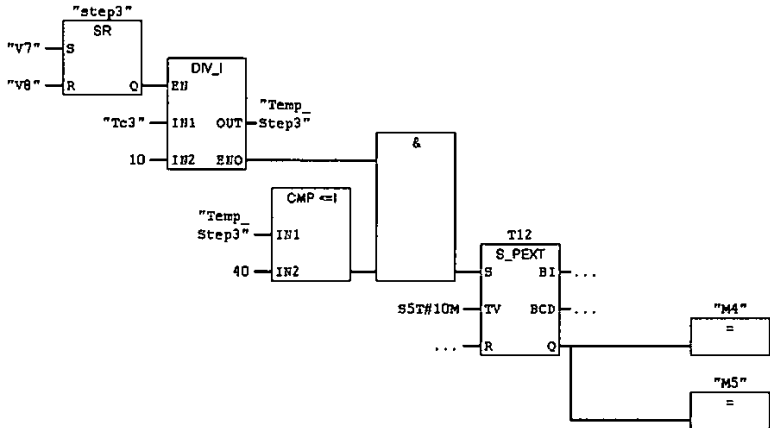 "step3"
SR
"V7" S
"V8" R Q
DIV_I
EN
"Tc3" IN1 OUT "Temp_
Step3"
10 IN2 ENO
&
CMP <=I
"Temp_
Step3" IN1
40 IN2
T12
S_PEXT
S BI ...
S5T#10M TV BCD ...
... R Q
"M4"
=
"M5"
=